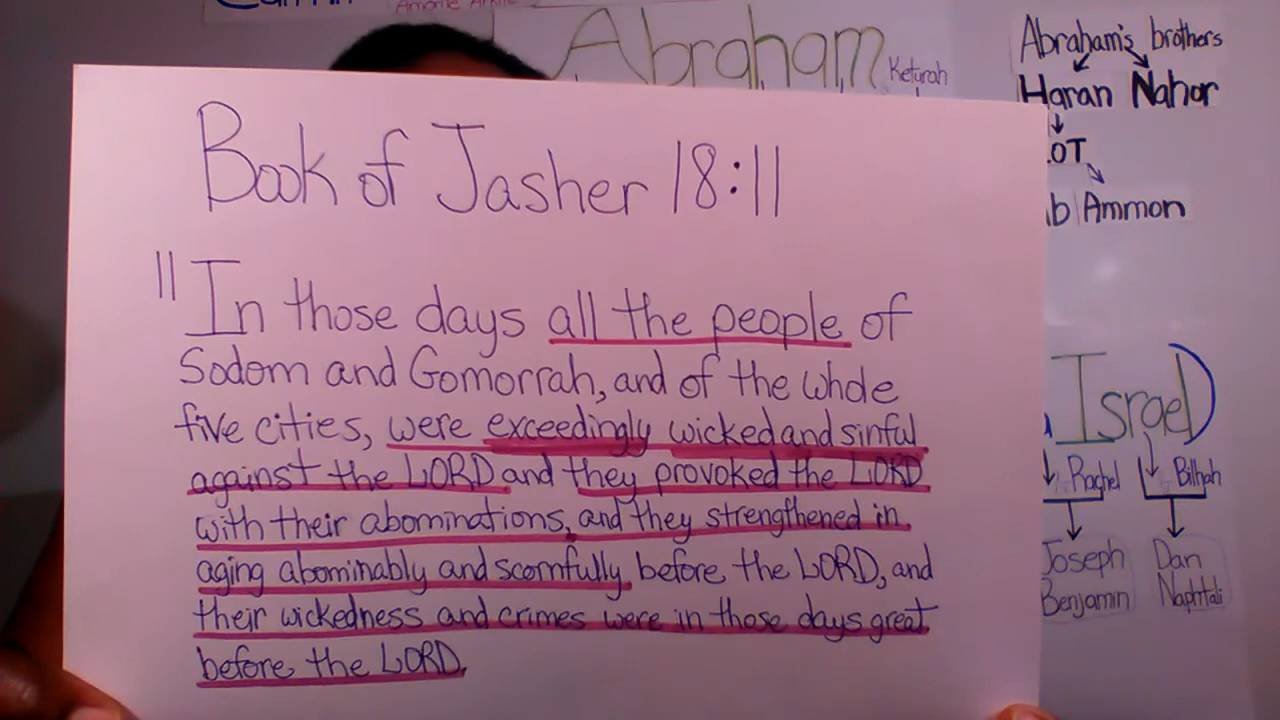 Abraham
Keturah
Abraham's brothers
Haran Nahor
OT
b Ammon
Book of Jasher 18:11
"In those days all the people of
Sodom and Gomorrah, and of the whole
five cities, were exceedingly wicked and sinful
against the LORD and they provoked the LORD
with their abominations, and they strengthened in
aging abominably and scornfully before the LORD, and
their wickedness and crimes were in those days great
before the LORD.
Israel
Rachel Bilhah
Joseph Dan
Benjamin Naphtali